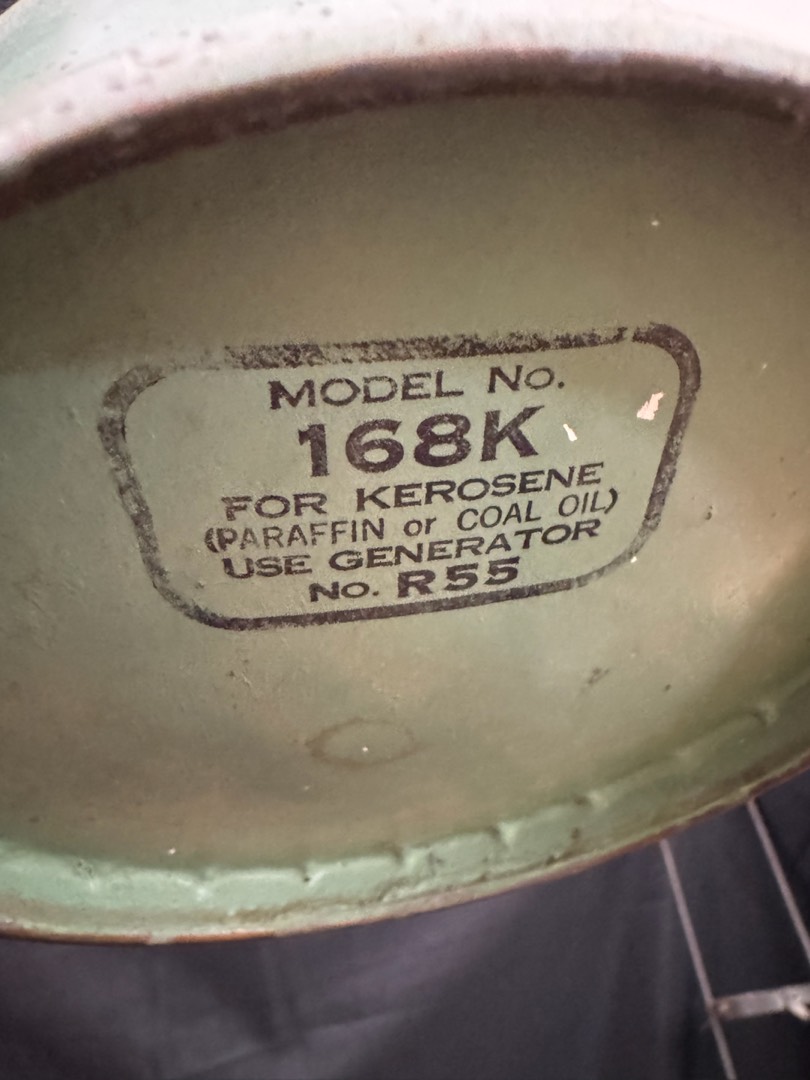 MODEL No.
168K
FOR KEROSENE
(PARAFFIN or COAL OIL)
USE GENERATOR
No. R55